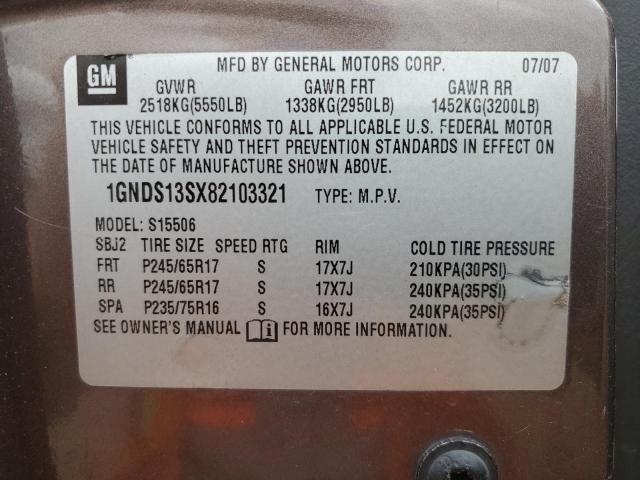 GM MFD BY GENERAL MOTORS CORP. 07/07
GVWR GAWR FRT GAWR RR
2518KG(5550LB) 1338KG(2950LB) 1452KG(3200LB)
THIS VEHICLE CONFORMS TO ALL APPLICABLE U.S. FEDERAL MOTOR
VEHICLE SAFETY AND THEFT PREVENTION STANDARDS IN EFFECT ON
THE DATE OF MANUFACTURE SHOWN ABOVE.
1GNDS13SX82103321 TYPE: M.P.V.
MODEL: S15506
SBJ2 TIRE SIZE SPEED RTG RIM COLD TIRE PRESSURE
FRT P245/65R17 S 17X7J 210KPA(30PSI)
RR P245/65R17 S 17X7J 240KPA(35PSI)
SPA P235/75R16 S 16X7J 240KPA(35PSI)
SEE OWNER'S MANUAL i FOR MORE INFORMATION.